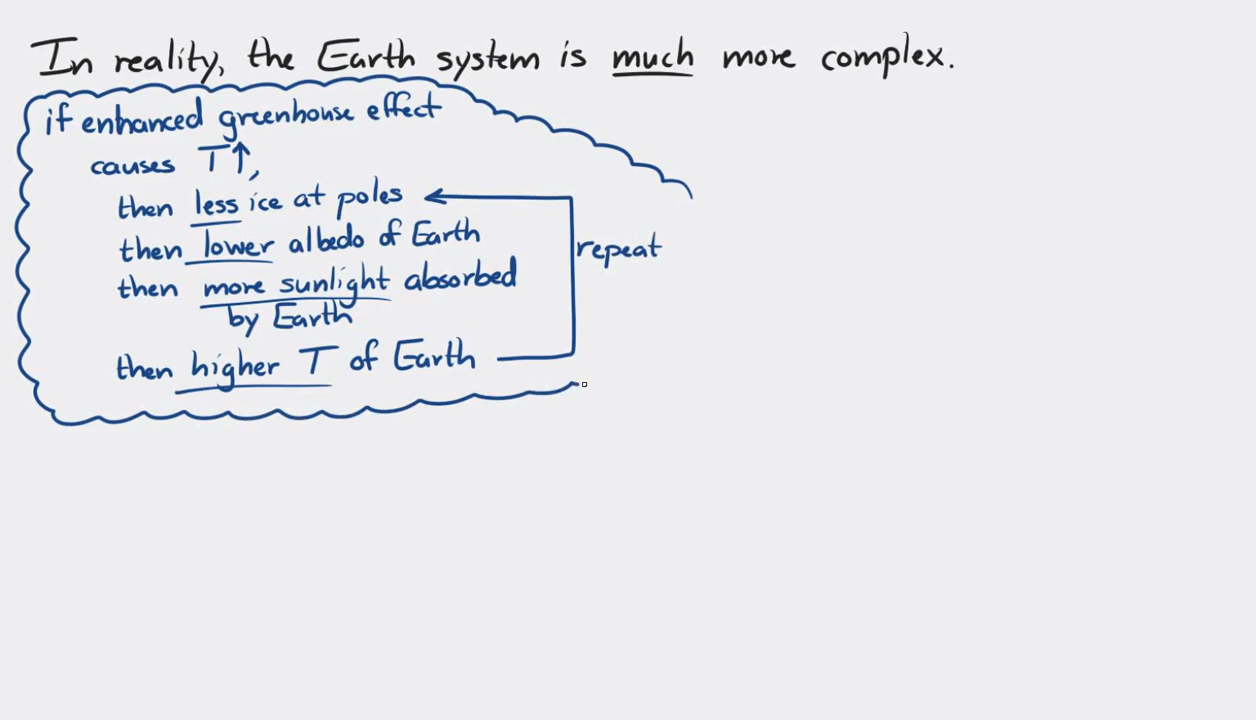 In reality, the Earth system is much more complex.
if enhanced greenhouse effect
causes T↑,
then less ice at poles
then lower albedo of Earth
repeat
then more sunlight absorbed
by Earth
then higher T of Earth